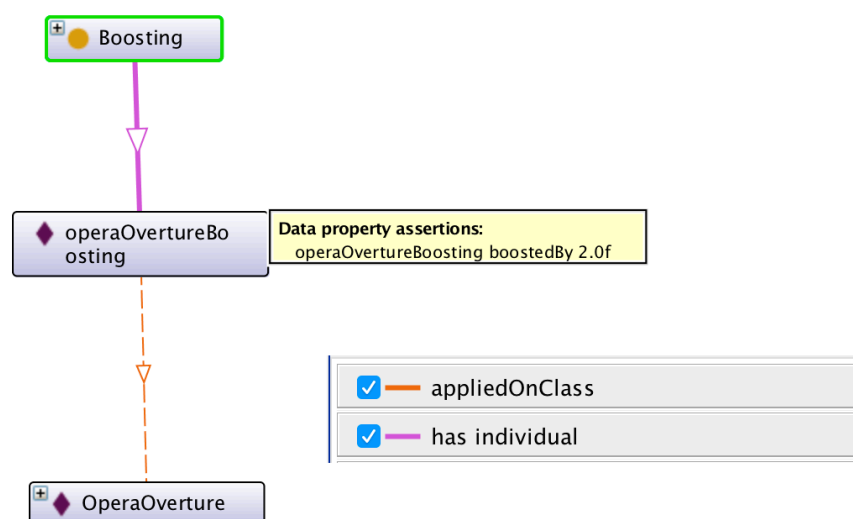 Boosting
operaOvertureBo
osting
Data property assertions:
operaOvertureBoosting boostedBy 2.0f
appliedOnClass
has individual
OperaOverture